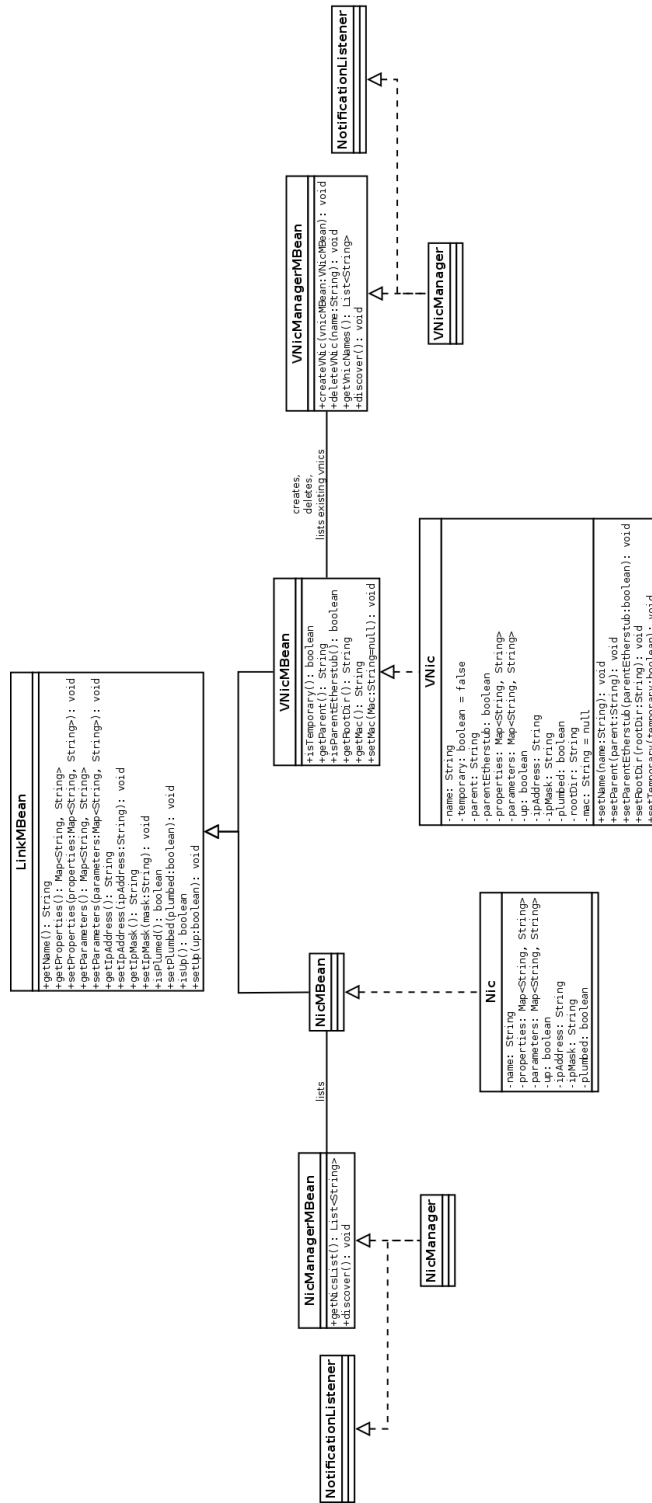 LinkMBean
+getName(): String
+getProperties(): Map<String, String>
+setProperties(properties:Map<String, String>): void
+getParameters(): Map<String, String>
+setParameters(parameters:Map<String, String>): void
+getIpAddress(): String
+setIpAddress(ipAddress:String): void
+getIpMask(): String
+setIpMask(mask:String): void
+isPlumed(): boolean
+setPlumbed(plumbed:boolean): void
+isUp(): boolean
+setUp(up:boolean): void
NotificationListener
NicManagerMBean
+getNicsList(): List<String>
+discover(): void
lists
NicMBean
VNicMBean
+isTemporary(): boolean
+getParent(): String
+isParentEtherstub(): boolean
+getRootDir(): String
+getMac(): String
+setMac(Mac:String=null): void
creates,
deletes,
lists existing vnics
VNicManagerMBean
+createVNic(vnicMBean:VNicMBean): void
+deleteVNic(name:String): void
+getVnicNames(): List<String>
+discover(): void
NotificationListener
NicManager
Nic
-name: String
-properties: Map<String, String>
-parameters: Map<String, String>
-up: boolean
-ipAddress: String
-ipMask: String
-plumbed: boolean
VNic
-name: String
-temporary: boolean = false
-parent: String
-parentEtherstub: boolean
-properties: Map<String, String>
-parameters: Map<String, String>
-up: boolean
-ipAddress: String
-ipMask: String
-plumbed: boolean
-rootDir: String
-mac: String = null
+setName(name:String): void
+setParent(parent:String): void
+setParentEtherstub(parentEtherstub:boolean): void
+setRootDir(rootDir:String): void
+setTemporary(temporary:boolean): void
VNicManager